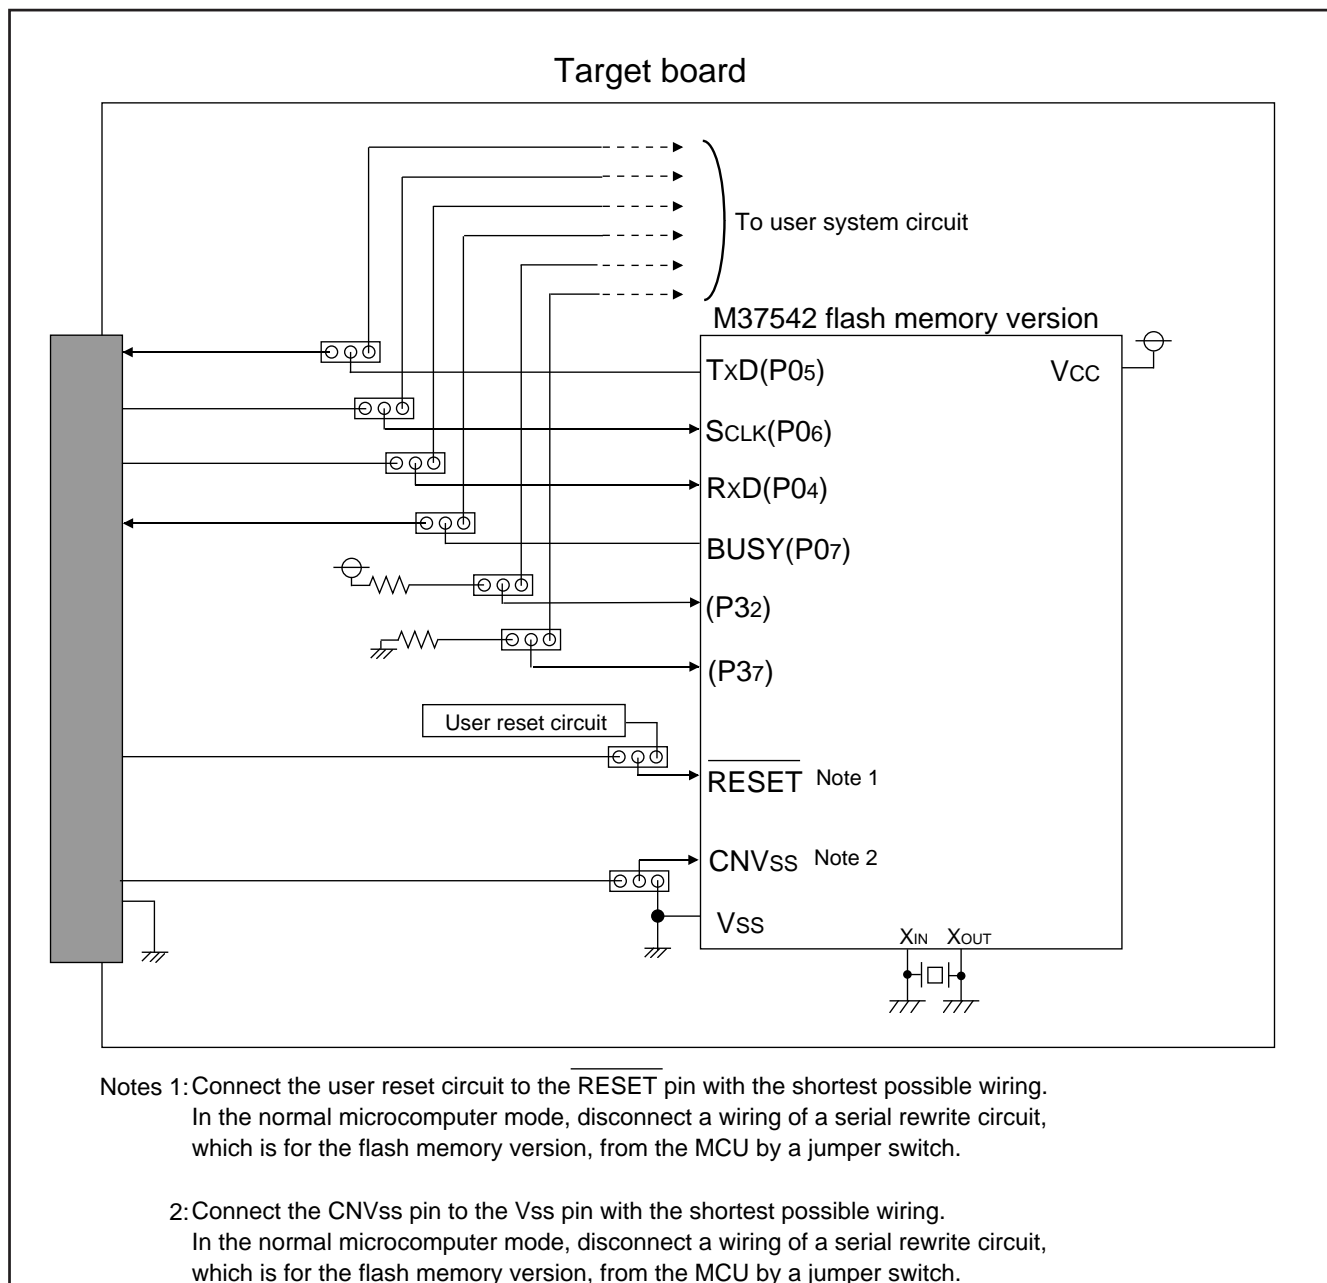 Target board
To user system circuit
M37542 flash memory version
TxD(P05)
VCC
SCLK(P06)
RxD(P04)
BUSY(P07)
(P32)
(P37)
User reset circuit
RESET Note 1
CNVss Note 2
Vss
XIN XOUT
Notes 1: Connect the user reset circuit to the RESET pin with the shortest possible wiring.
In the normal microcomputer mode, disconnect a wiring of a serial rewrite circuit,
which is for the flash memory version, from the MCU by a jumper switch.
2: Connect the CNVss pin to the Vss pin with the shortest possible wiring.
In the normal microcomputer mode, disconnect a wiring of a serial rewrite circuit,
which is for the flash memory version, from the MCU by a jumper switch.